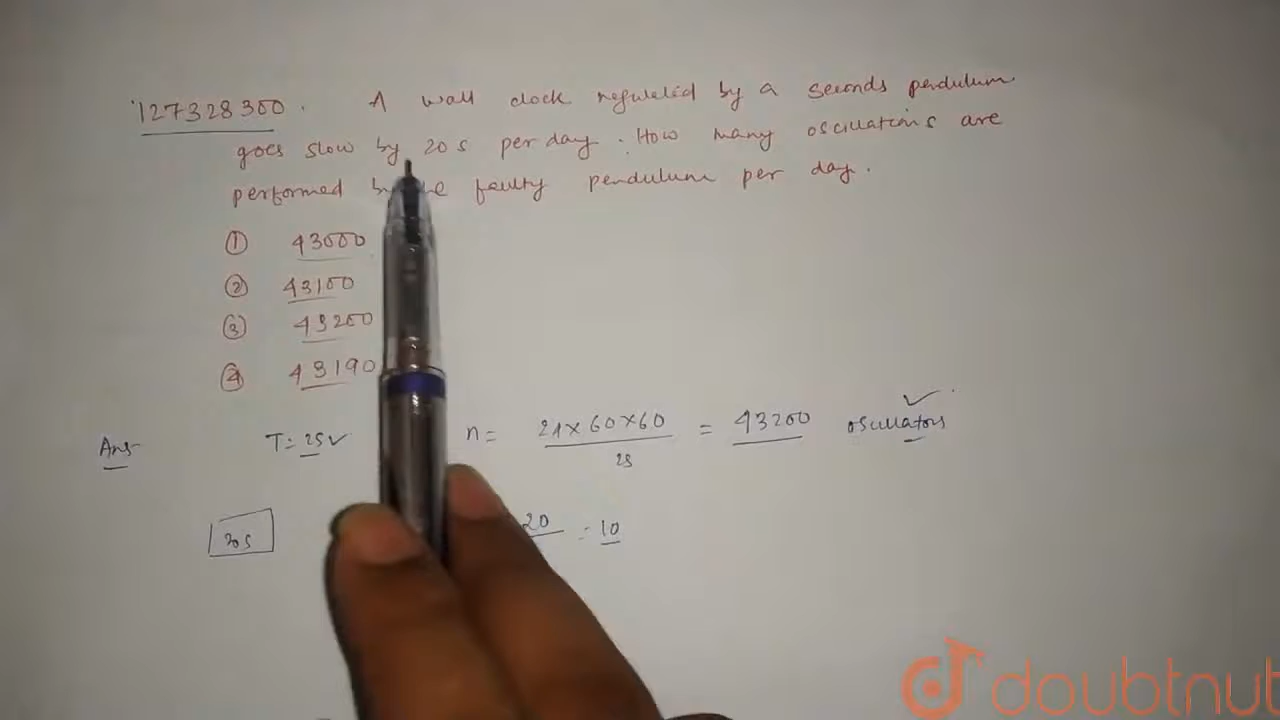 127328300. A wall clock regulated by a seconds pendulum
goes slow by 20 s per day. How many oscillations are
performed by faulty pendulum per day.
① 43000
② 43100
③ 43200
④ 43190
Ans T = 2S ✓ n = 24×60×60 / 2s = 43200 oscillators ✓
20s 20 = 10
doubtnut